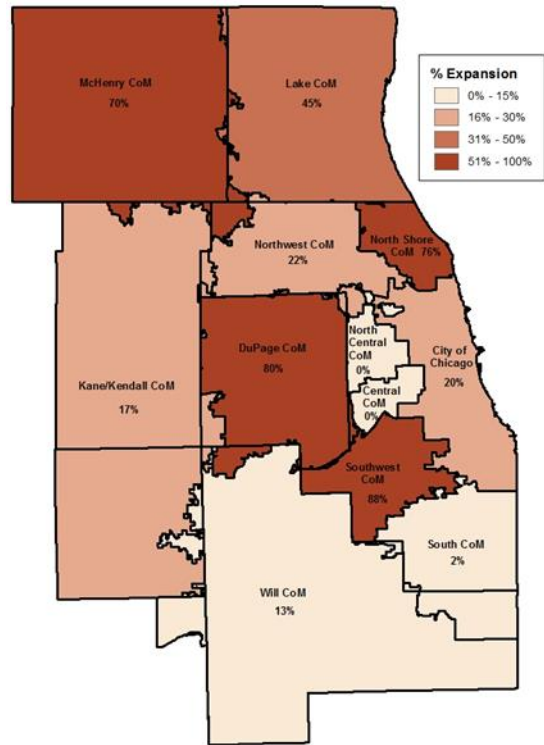 McHenry CoM
70%
Lake CoM
45%
% Expansion
0% - 15%
16% - 30%
31% - 50%
51% - 100%
Northwest CoM
22%
North Shore
CoM 76%
DuPage CoM
80%
North
Central
CoM
0%
City of
Chicago
20%
Kane/Kendall CoM
17%
Central
CoM
0%
Southwest
CoM
88%
South CoM
2%
Will CoM
13%